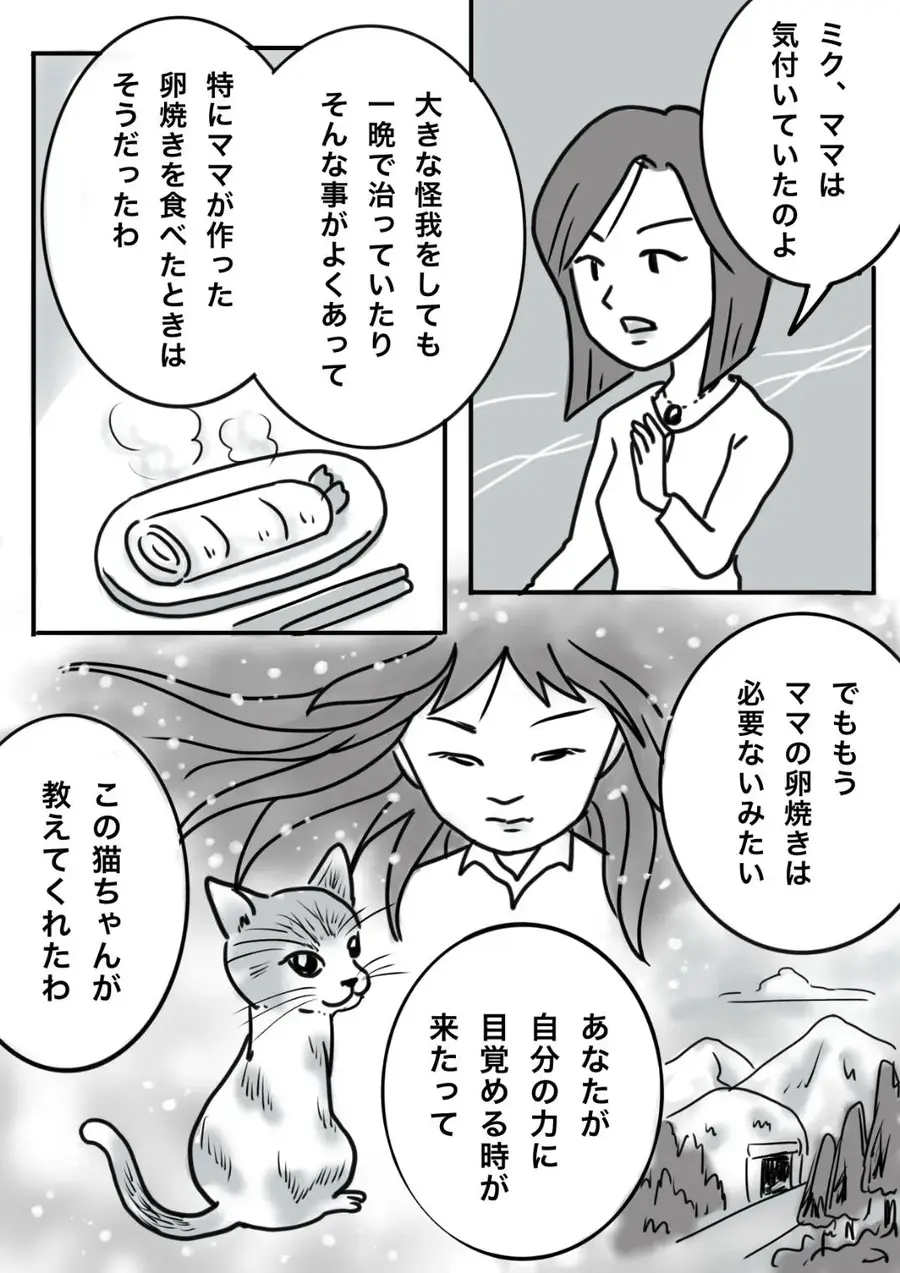 ミク、ママは
気付いていたのよ
大きな怪我をしても
一晩で治っていたり
そんな事がよくあって
特にママが作った
卵焼きを食べたときは
そうだったわ
でももう
ママの卵焼きは
必要ないみたい
あなたが
自分の力に
目覚める時が
来たって
この猫ちゃんが
教えてくれたわ